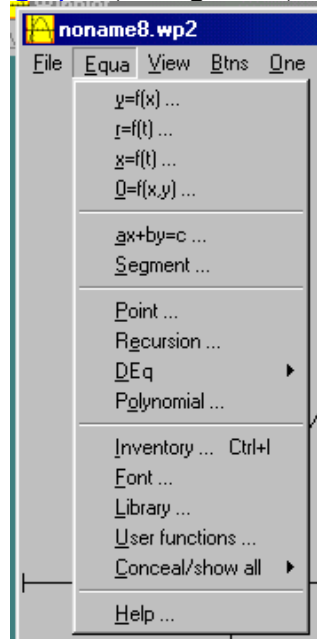 noname8.wp2
File Equa View Btns One
y=f(x) ...
r=f(t) ...
x=f(t) ...
0=f(x,y) ...
ax+by=c ...
Segment ...
Point ...
Recursion ...
DEq
Polynomial ...
Inventory ... Ctrl+I
Font ...
Library ...
User functions ...
Conceal/show all
Help ...